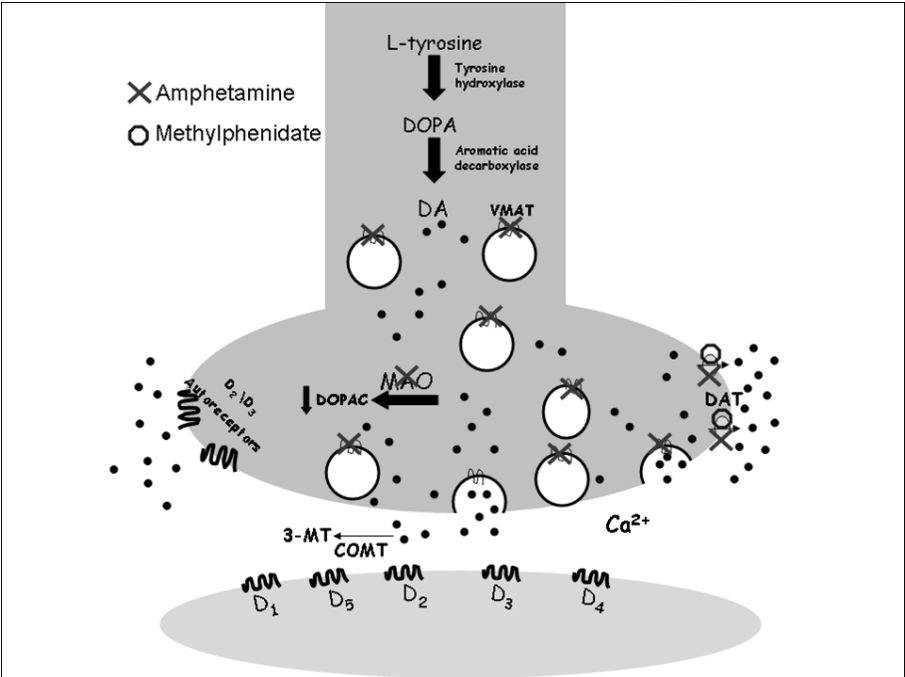 L-tyrosine
Tyrosine
hydroxylase
Amphetamine
Methylphenidate
DOPA
Aromatic acid
decarboxylase
DA
VMAT
MAO
DOPAC
D₂\D₃
Autoreceptors
DAT
Ca²⁺
3-MT
COMT
D₁
D₅
D₂
D₃
D₄